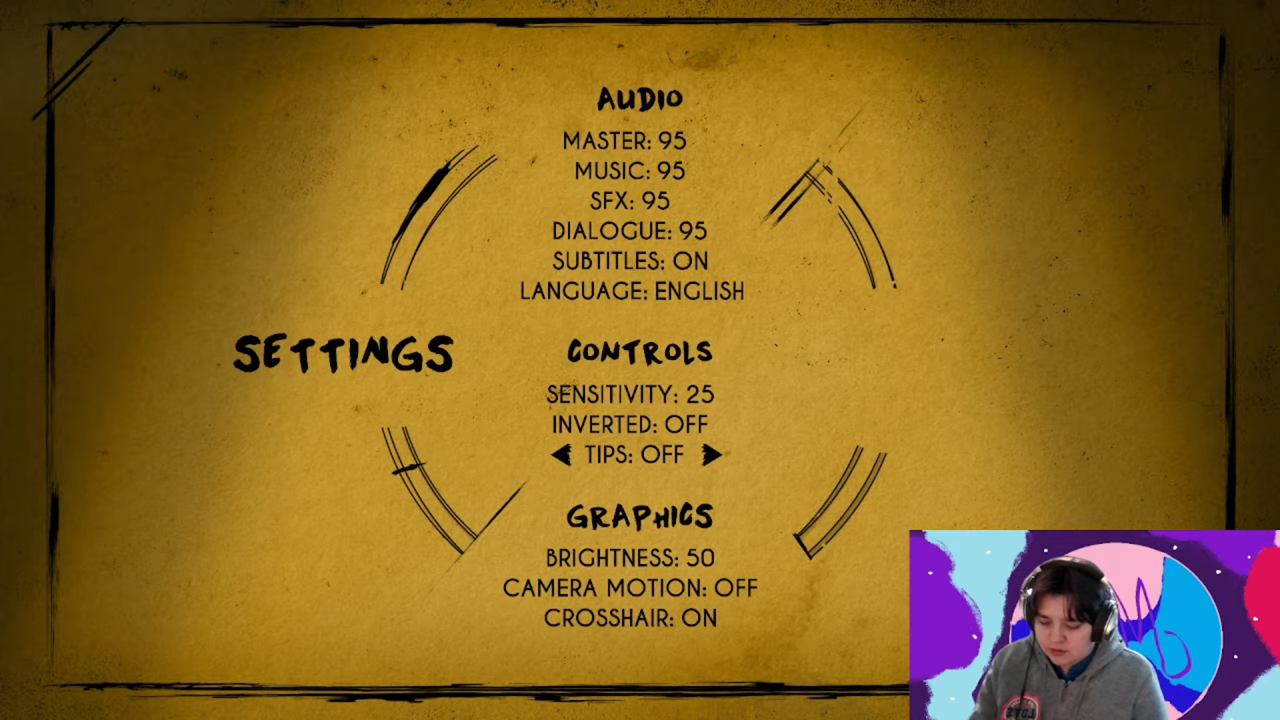 AUDIO
MASTER: 95
MUSIC: 95
SFX: 95
DIALOGUE: 95
SUBTITLES: ON
LANGUAGE: ENGLISH
SETTINGS
CONTROLS
SENSITIVITY: 25
INVERTED: OFF
TIPS: OFF
GRAPHICS
BRIGHTNESS: 50
CAMERA MOTION: OFF
CROSSHAIR: ON